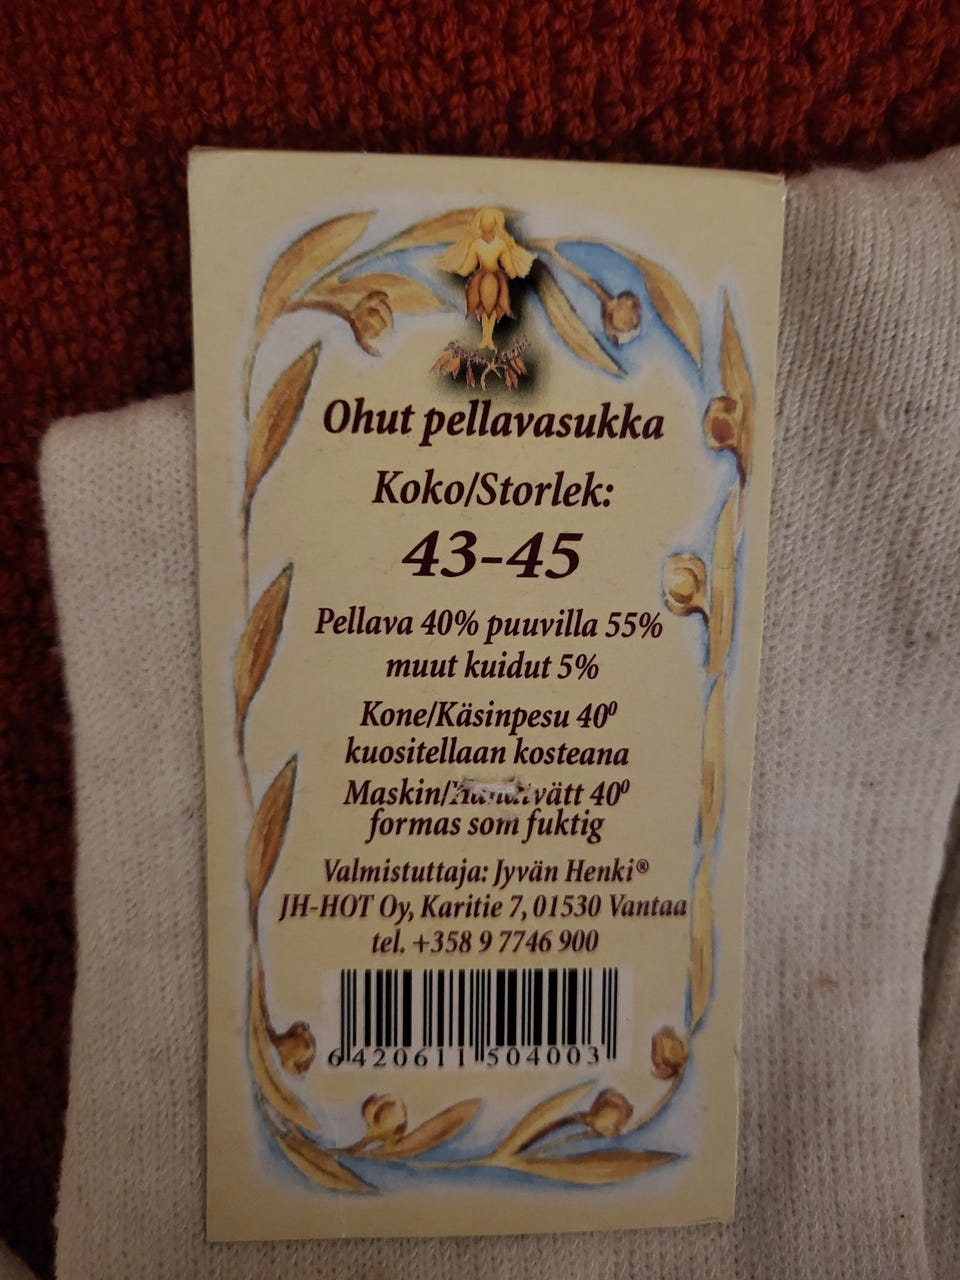 Ohut pellavasukka
Koko/Storlek:
43-45
Pellava 40% puuvilla 55%
muut kuidut 5%
Kone/Käsinpesu 40⁰
kuositellaan kosteana
Maskin/ 40⁰
formas som fuktig
Valmistuttaja: Jyvän Henki®
JH-HOT Oy, Karitie 7, 01530 Vantaa
tel. +358 9 7746 900
6420611504003